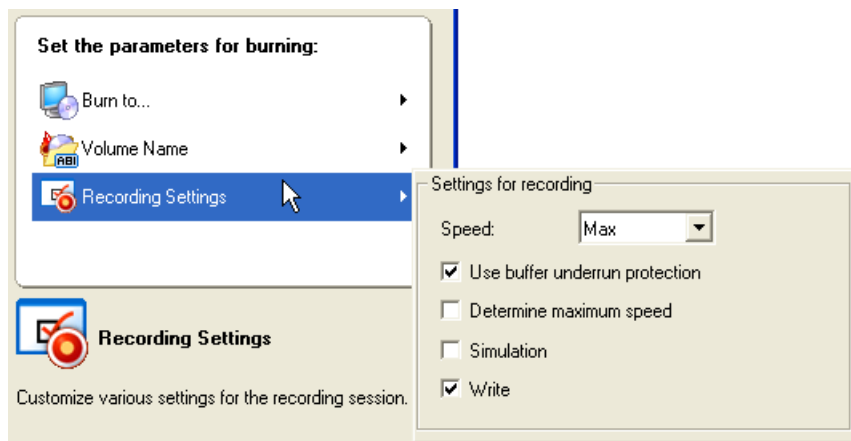 Set the parameters for burning:
Burn to...
Volume Name
ABI
Recording Settings
Settings for recording
Speed: Max
Use buffer underrun protection
Determine maximum speed
Simulation
Write
Recording Settings
Customize various settings for the recording session.